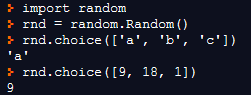 > import random
> rnd = random.Random()
> rnd.choice(['a', 'b', 'c'])
'a'
> rnd.choice([9, 18, 1])
9